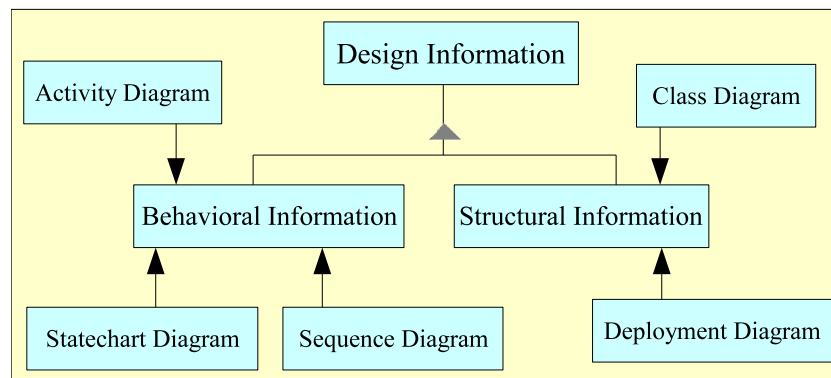 Design Information
Activity Diagram
Class Diagram
Behavioral Information
Structural Information
Statechart Diagram
Sequence Diagram
Deployment Diagram